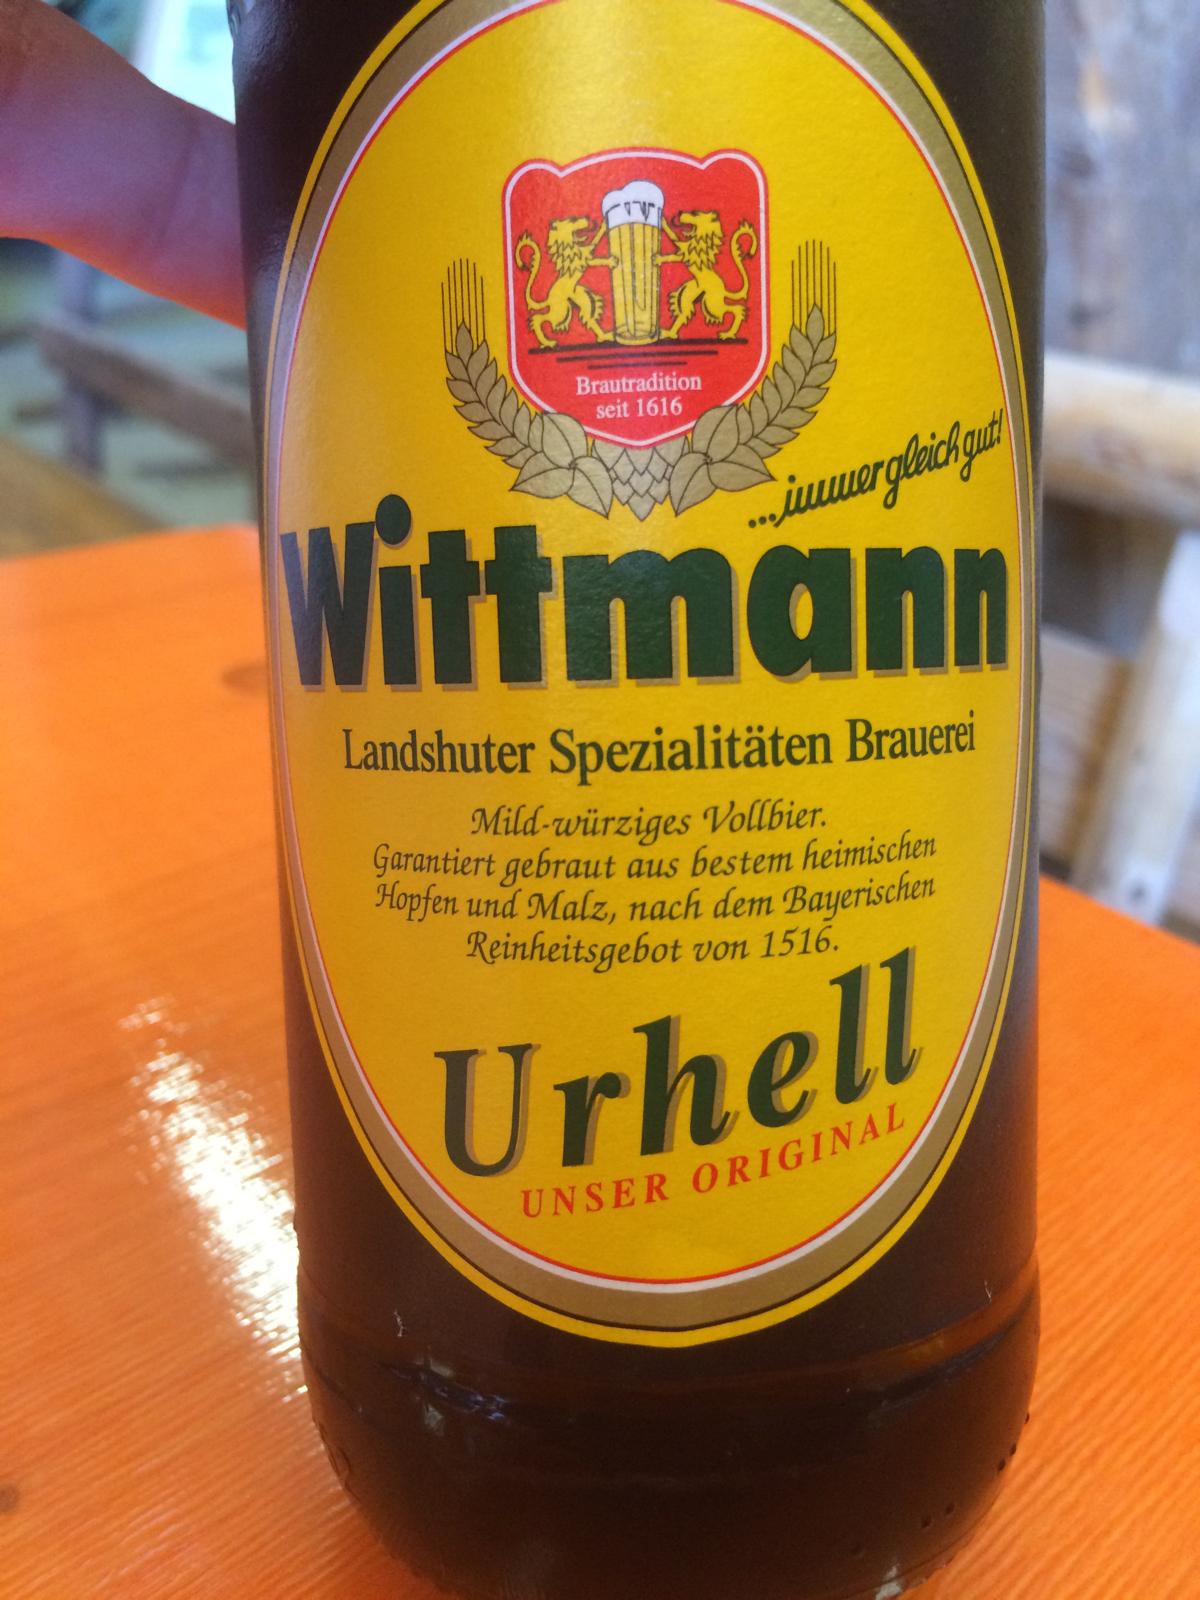 Brautradition
seit 1616
...immer gleich gut!
Wittmann
Landshuter Spezialitäten Brauerei
Mild-würziges Vollbier.
Garantiert gebraut aus bestem heimischen
Hopfen und Malz, nach dem Bayerischen
Reinheitsgebot von 1516.
Urhell
UNSER ORIGINAL